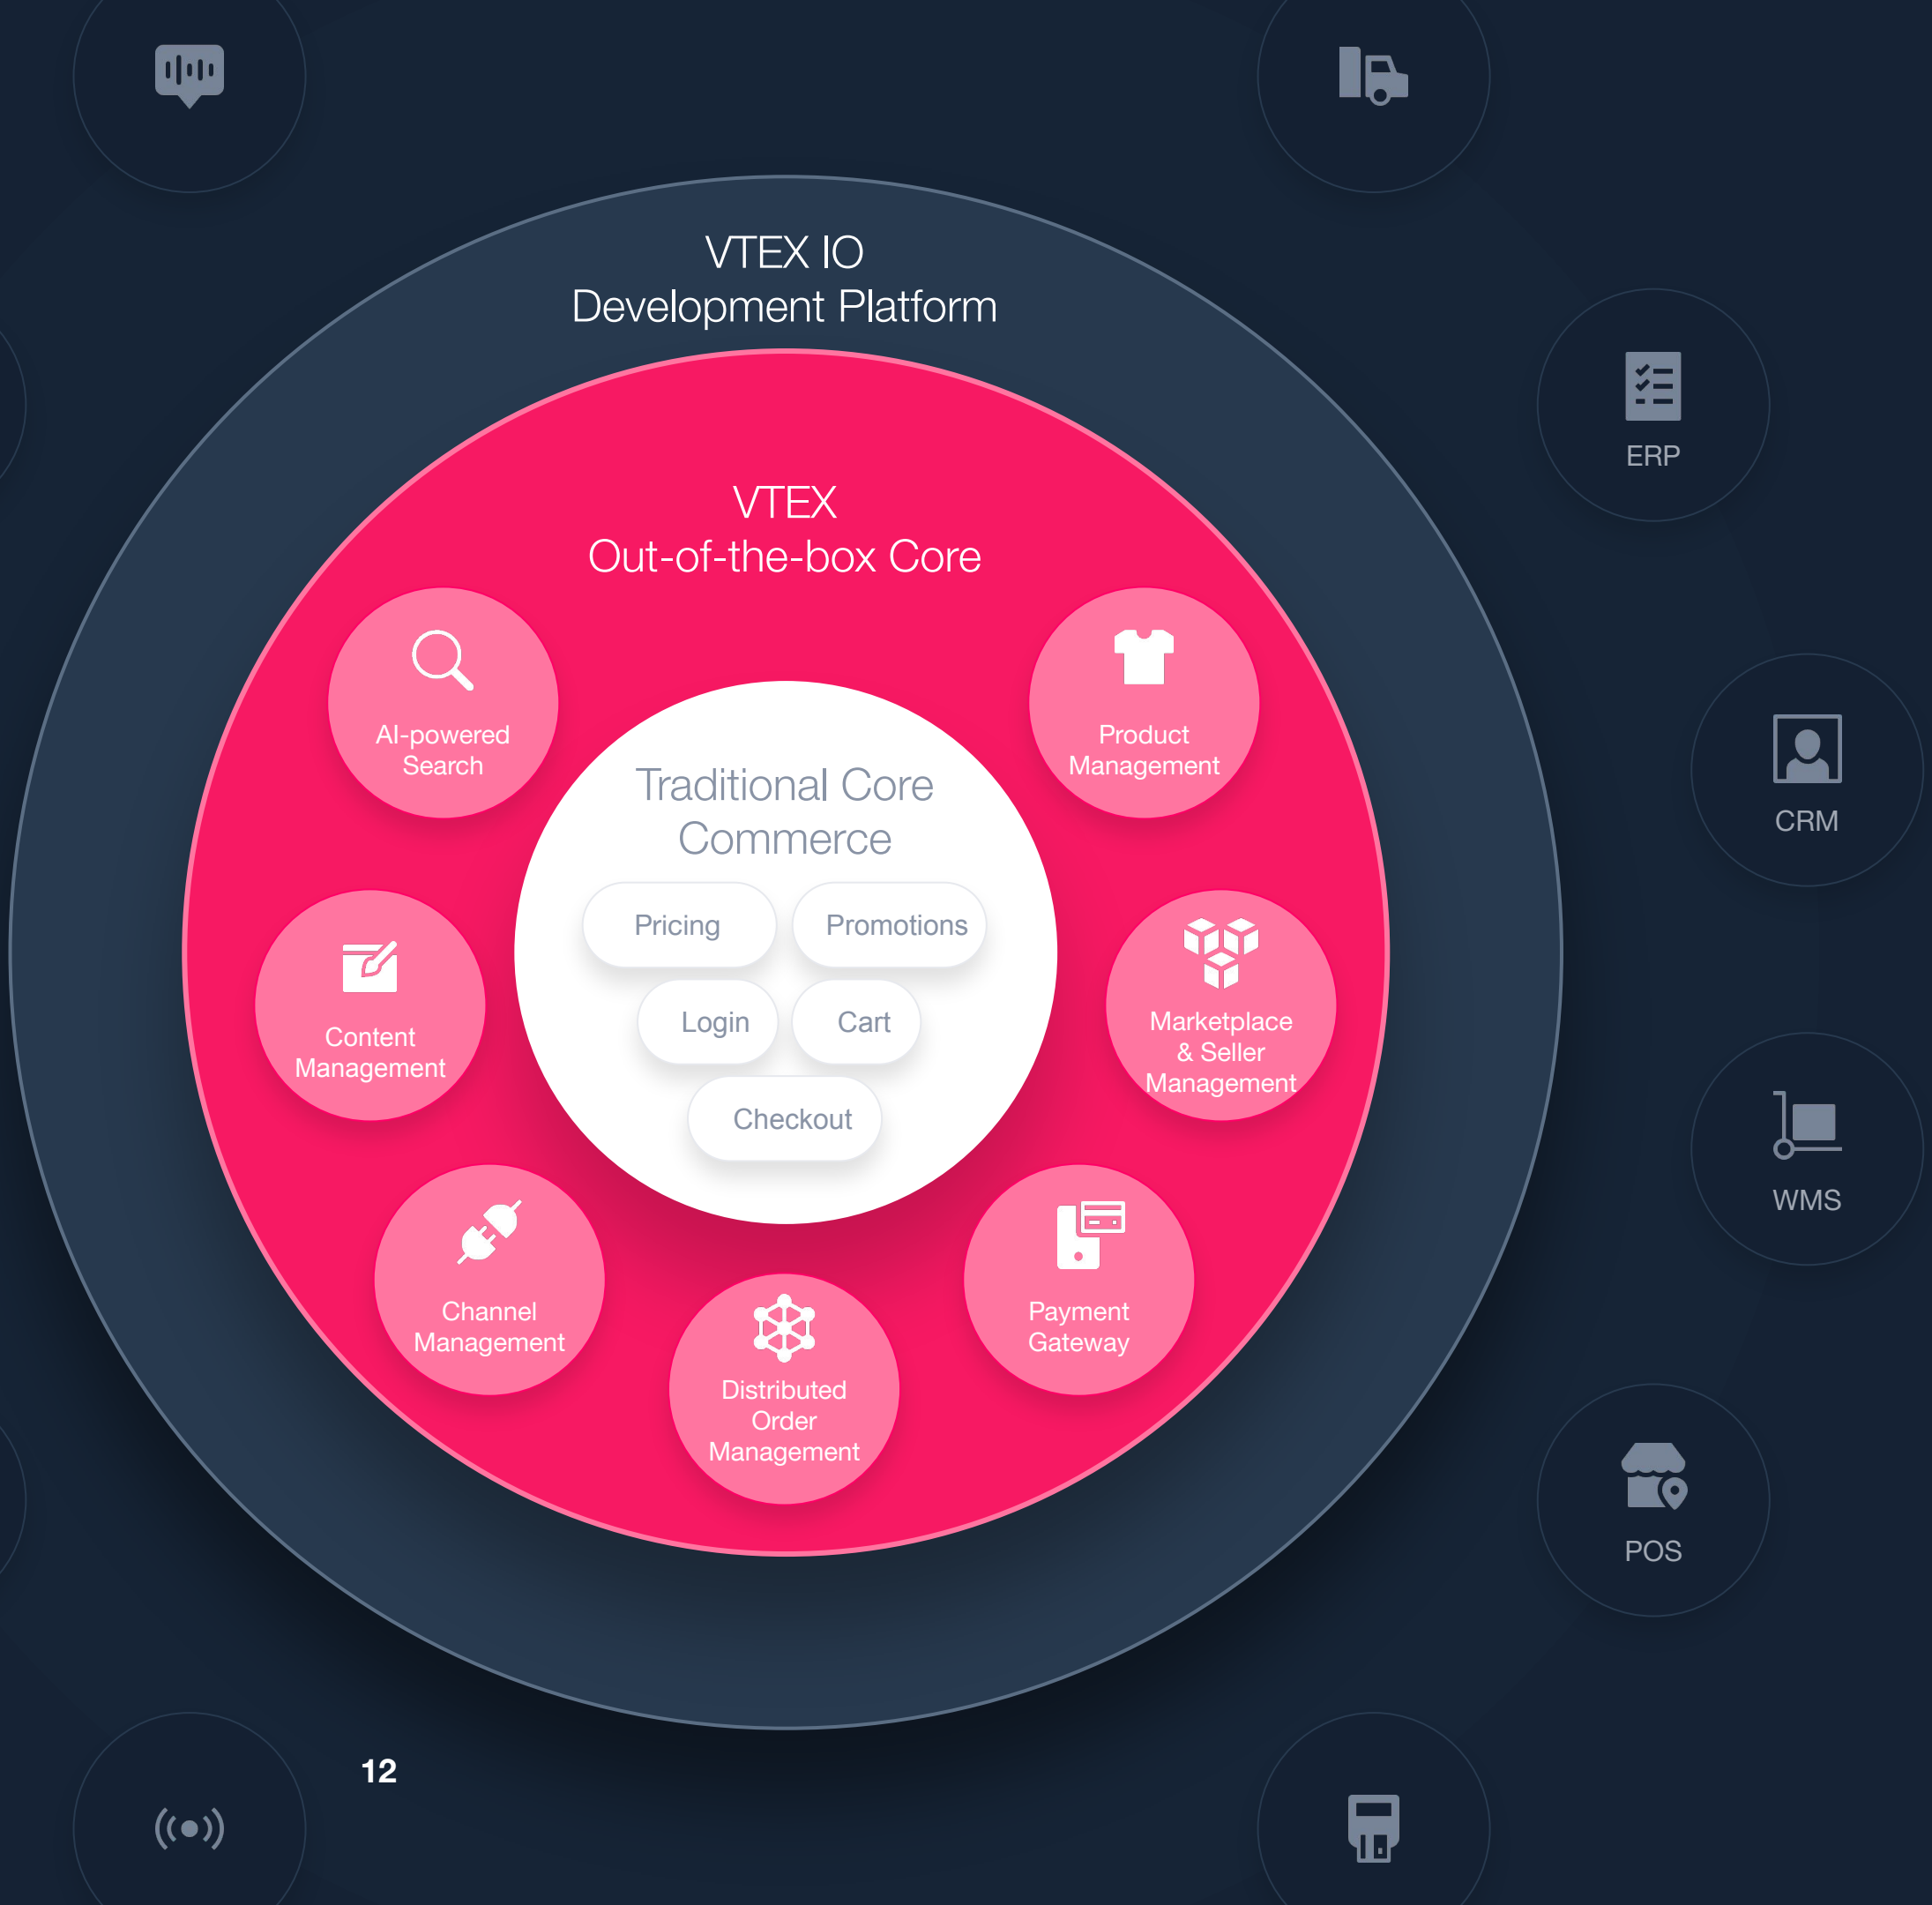 VTEX IO
Development Platform
VTEX
Out-of-the-box Core
AI-powered
Search
Product
Management
Traditional Core
Commerce
Pricing
Promotions
Login
Cart
Checkout
Content
Management
Marketplace
& Seller
Management
Channel
Management
Payment
Gateway
Distributed
Order
Management
ERP
CRM
WMS
POS
12